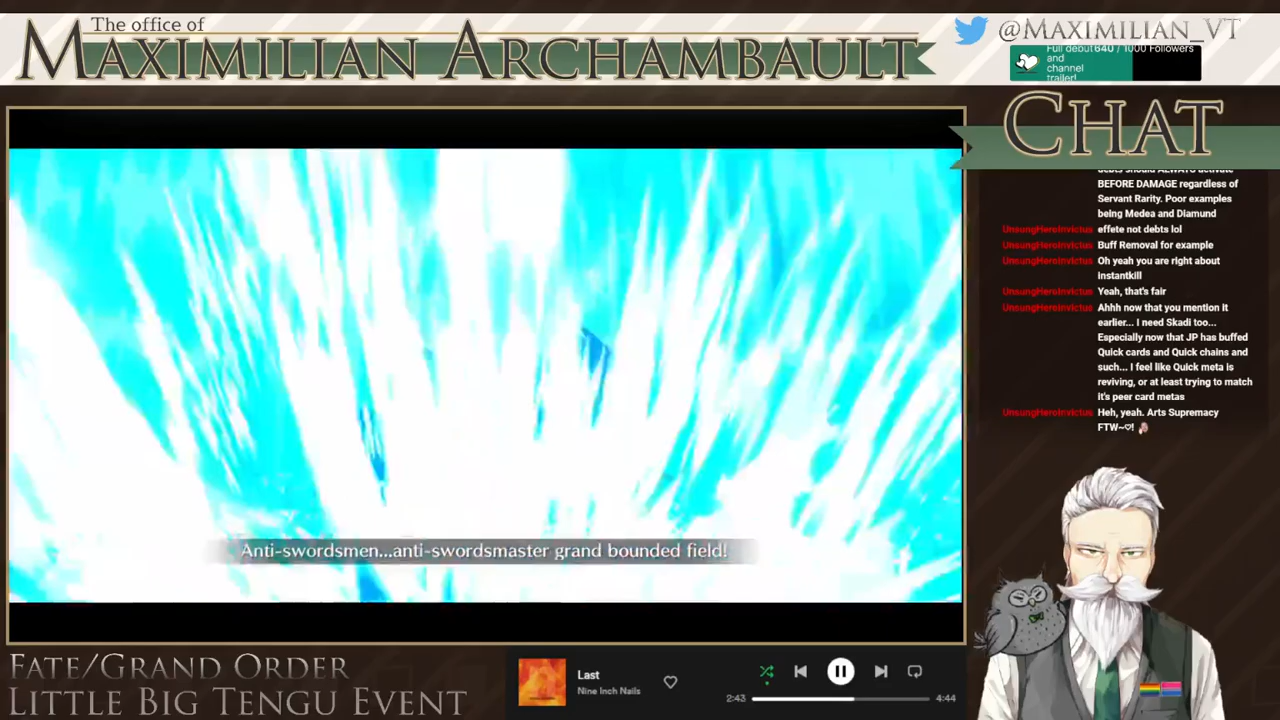 The office of
MAXIMILIAN ARCHAMBAULT
@MAXIMILIAN_VT
Full debut
and
channel
trailer!
640 / 1000 Followers
CHAT
BEFORE DAMAGE regardless of
Servant Rarity. Poor examples
being Medea and Diamund
UnsungHeroInvictus effete not debts lol
UnsungHeroInvictus Buff Removal for example
UnsungHeroInvictus Oh yeah you are right about
instantkill
UnsungHeroInvictus Yeah, that's fair
UnsungHeroInvictus Ahhh now that you mention it
earlier... I need Skadi too...
Especially now that JP has buffed
Quick cards and Quick chains and
such... I feel like Quick meta is
reviving, or at least trying to match
it's peer card metas
UnsungHeroInvictus Heh, yeah. Arts Supremacy
FTW~♡!
Anti-swordsmen...anti-swordsmaster grand bounded field!
FATE/GRAND ORDER
LITTLE BIG TENGU EVENT
Last
Nine Inch Nails
2:43
4:44